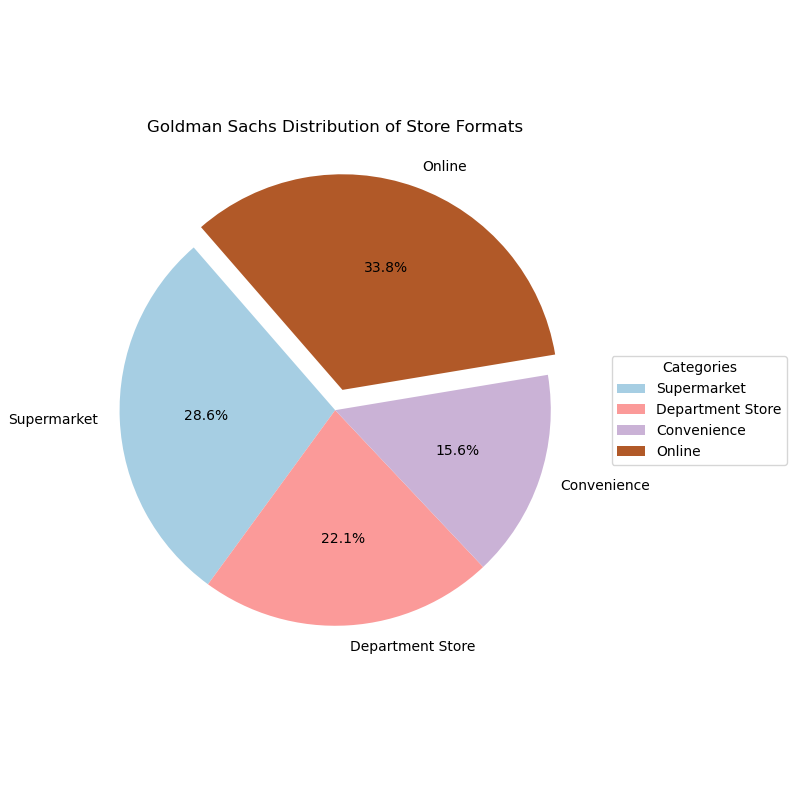 Goldman Sachs Distribution of Store Formats
Online
33.8%
Supermarket
28.6%
15.6%
Convenience
22.1%
Department Store
Categories
Supermarket
Department Store
Convenience
Online